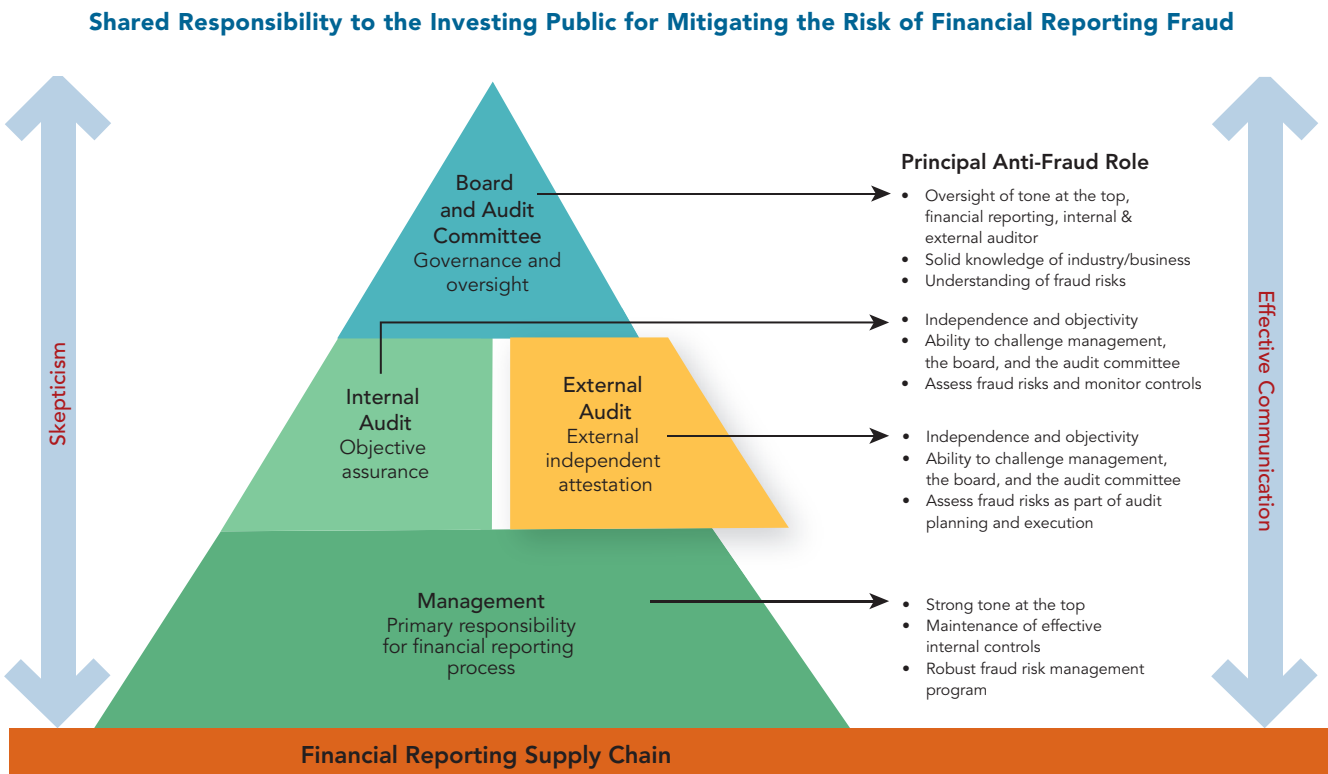 Shared Responsibility to the Investing Public for Mitigating the Risk of Financial Reporting Fraud
Skepticism
Board
and Audit
Committee
Governance and
oversight
Internal
Audit
Objective
assurance
External
Audit
External
independent
attestation
Management
Primary responsibility
for financial reporting
process
Principal Anti-Fraud Role
• Oversight of tone at the top,
financial reporting, internal &
external auditor
• Solid knowledge of industry/business
• Understanding of fraud risks
• Independence and objectivity
• Ability to challenge management,
the board, and the audit committee
• Assess fraud risks and monitor controls
• Independence and objectivity
• Ability to challenge management,
the board, and the audit committee
• Assess fraud risks as part of audit
planning and execution
• Strong tone at the top
• Maintenance of effective
internal controls
• Robust fraud risk management
program
Effective Communication
Financial Reporting Supply Chain